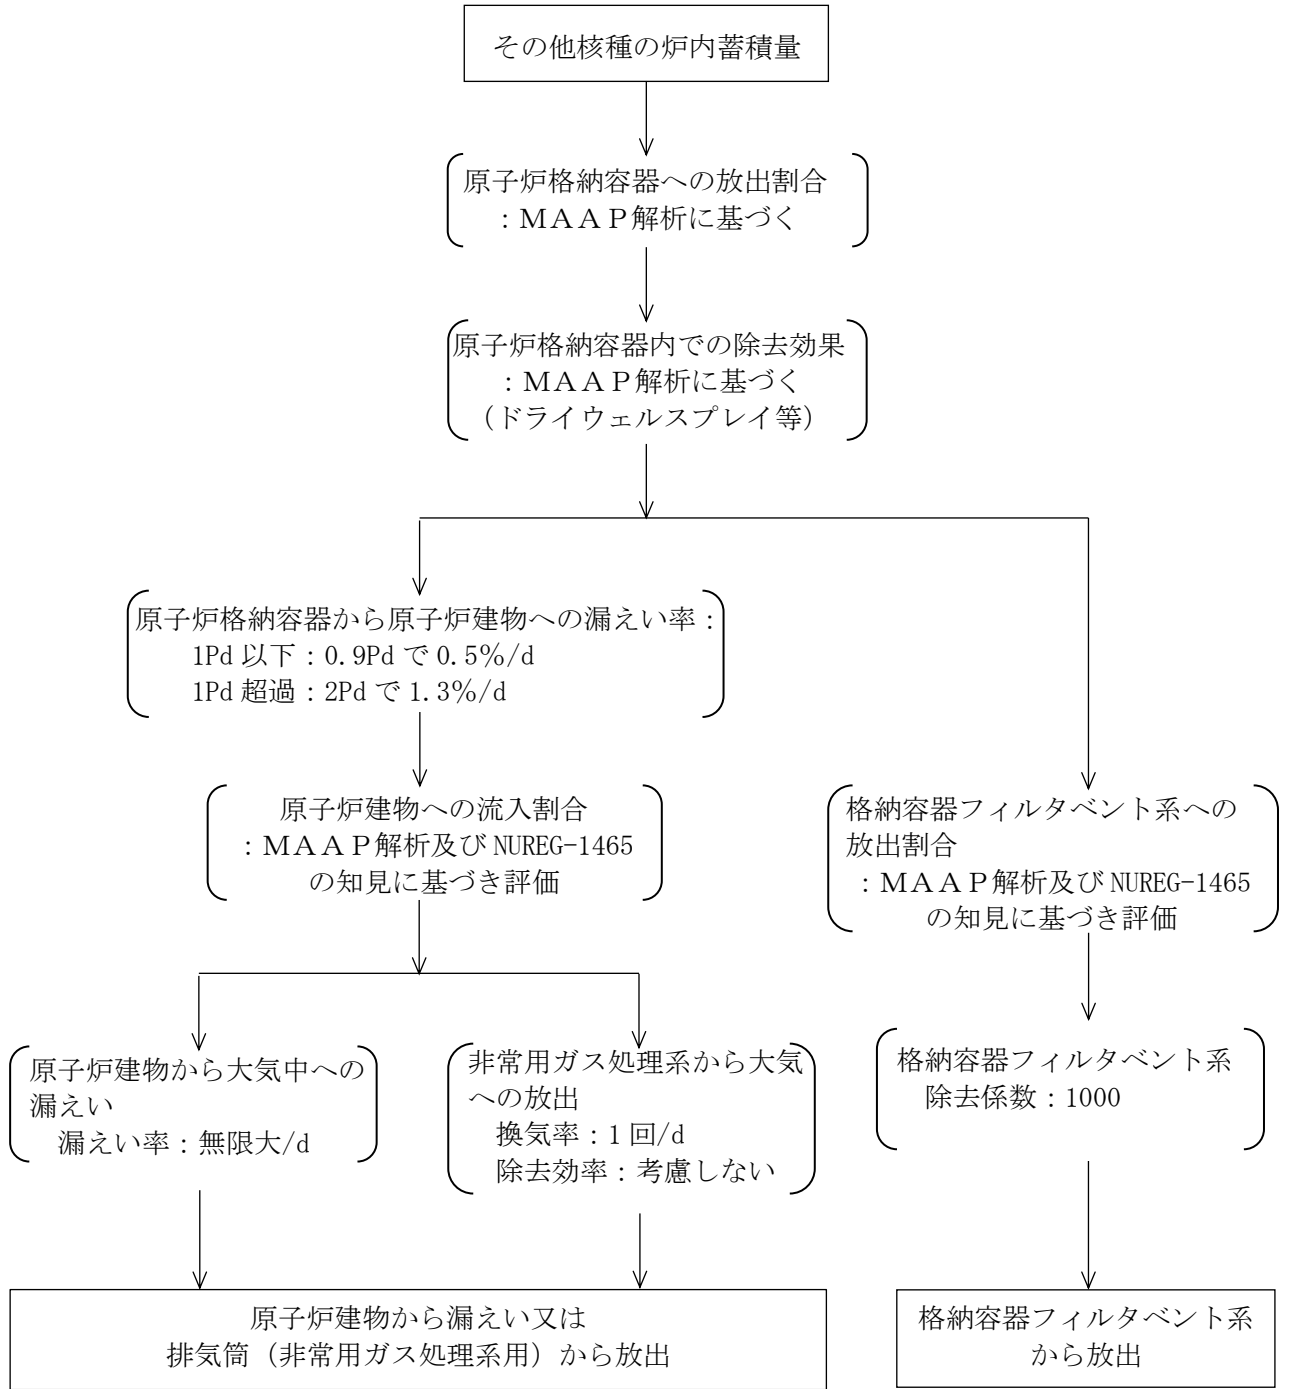 その他核種の炉内蓄積量
原子炉格納容器への放出割合
：ＭＡＡＰ解析に基づく
原子炉格納容器内での除去効果
：ＭＡＡＰ解析に基づく
（ドライウェルスプレイ等）
原子炉格納容器から原子炉建物への漏えい率：
1Pd 以下：0.9Pd で 0.5%/d
1Pd 超過：2Pd で 1.3%/d
原子炉建物への流入割合
：ＭＡＡＰ解析及び NUREG-1465
の知見に基づき評価
格納容器フィルタベント系への
放出割合
：ＭＡＡＰ解析及び NUREG-1465
の知見に基づき評価
原子炉建物から大気中への
漏えい
漏えい率：無限大/d
非常用ガス処理系から大気
への放出
換気率：1 回/d
除去効率：考慮しない
格納容器フィルタベント系
除去係数：1000
原子炉建物から漏えい又は
排気筒（非常用ガス処理系用）から放出
格納容器フィルタベント系
から放出